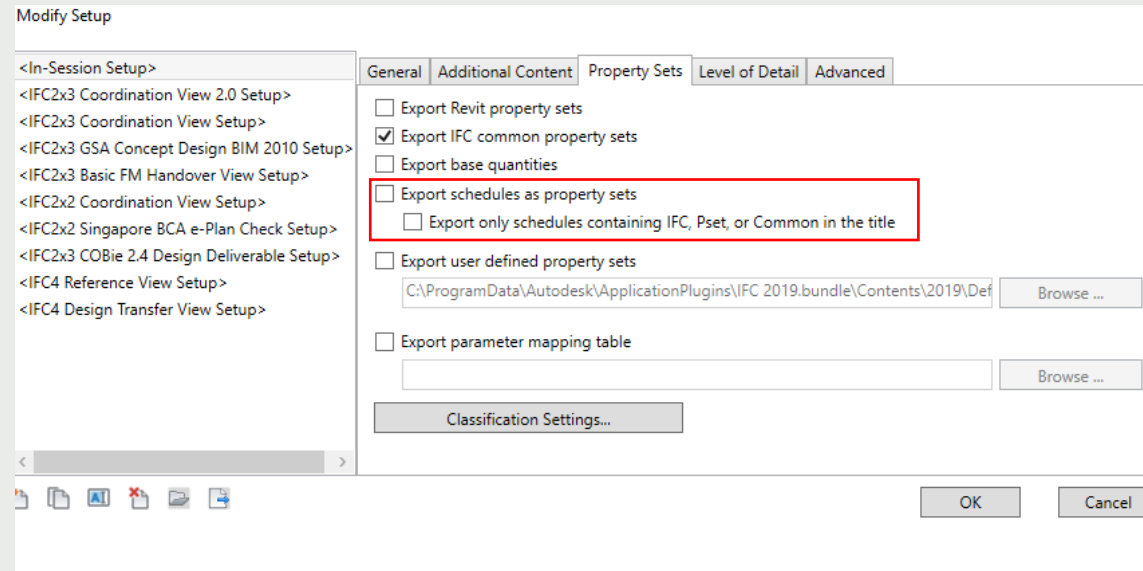 Modify Setup
<In-Session Setup>
<IFC2x3 Coordination View 2.0 Setup>
<IFC2x3 Coordination View Setup>
<IFC2x3 GSA Concept Design BIM 2010 Setup>
<IFC2x3 Basic FM Handover View Setup>
<IFC2x2 Coordination View Setup>
<IFC2x2 Singapore BCA e-Plan Check Setup>
<IFC2x3 COBie 2.4 Design Deliverable Setup>
<IFC4 Reference View Setup>
<IFC4 Design Transfer View Setup>
General Additional Content Property Sets Level of Detail Advanced
Export Revit property sets
Export IFC common property sets
Export base quantities
Export schedules as property sets
Export only schedules containing IFC, Pset, or Common in the title
Export user defined property sets
C:\ProgramData\Autodesk\ApplicationPlugins\IFC 2019.bundle\Contents\2019\Def Browse ...
Export parameter mapping table
Browse ...
Classification Settings...
OK Cancel